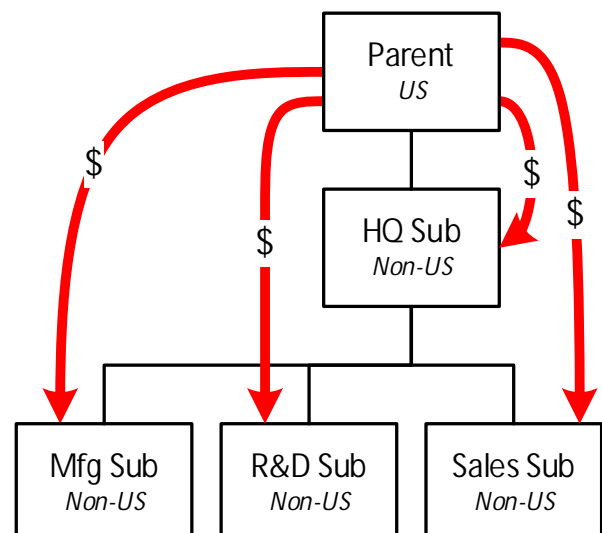 Parent
US
$
$
$
$
HQ Sub
Non-US
Mfg Sub
Non-US
R&D Sub
Non-US
Sales Sub
Non-US